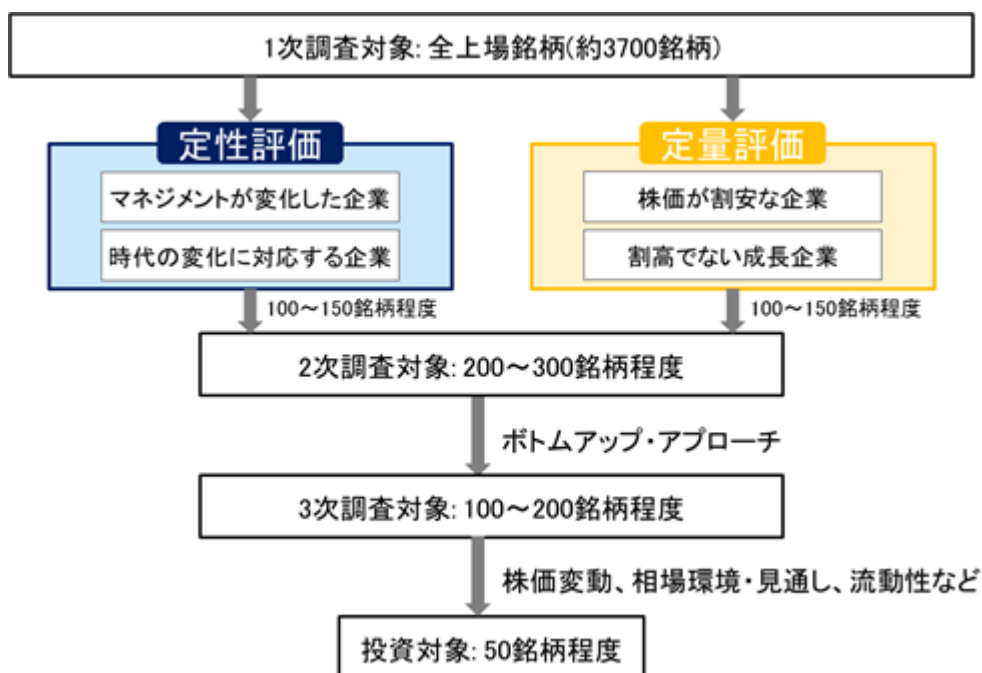 1次調査対象: 全上場銘柄(約3700銘柄)
定性評価
マネジメントが変化した企業
時代の変化に対応する企業
100～150銘柄程度
定量評価
株価が割安な企業
割高でない成長企業
100～150銘柄程度
2次調査対象: 200～300銘柄程度
ボトムアップ・アプローチ
3次調査対象: 100～200銘柄程度
株価変動、相場環境・見通し、流動性など
投資対象: 50銘柄程度